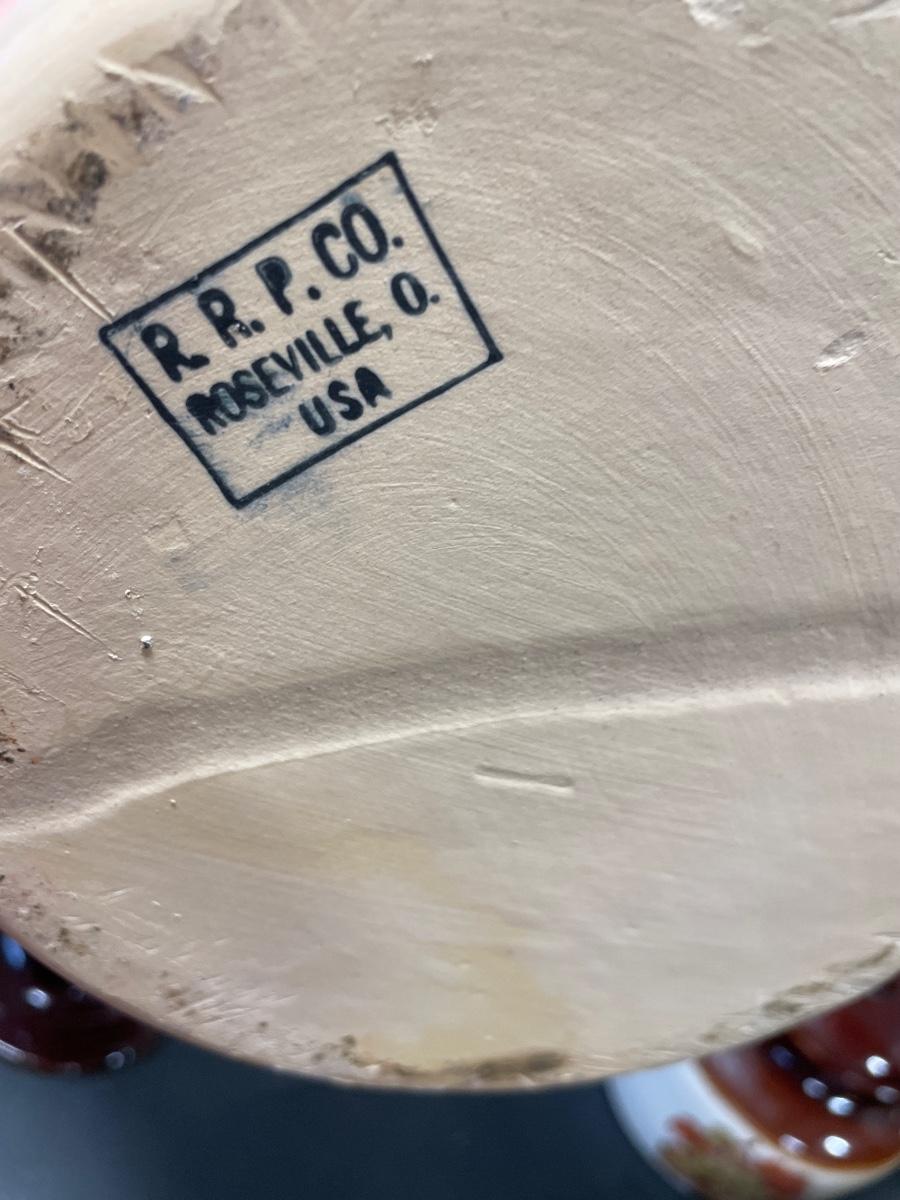 R. R. P. CO.
ROSEVILLE, O.
USA